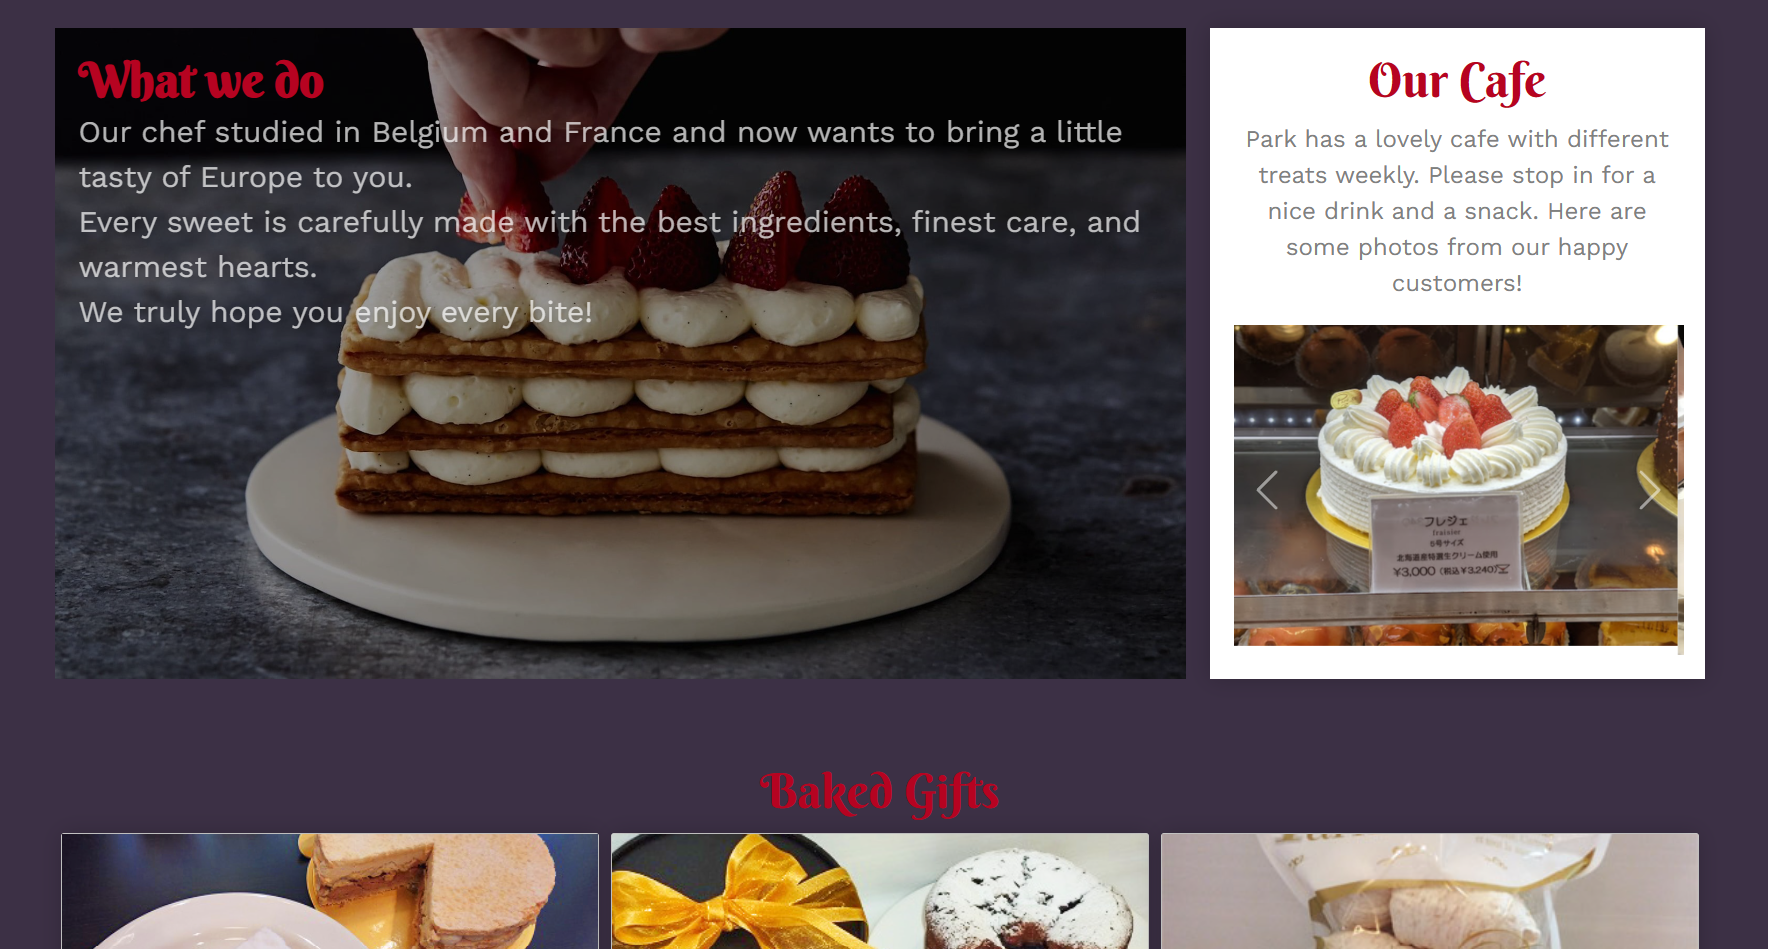 What we do
Our chef studied in Belgium and France and now wants to bring a little
tasty of Europe to you.
Every sweet is carefully made with the best ingredients, finest care, and
warmest hearts.
We truly hope you enjoy every bite!
Our Cafe
Park has a lovely cafe with different
treats weekly. Please stop in for a
nice drink and a snack. Here are
some photos from our happy
customers!
フレジェ
fraisier
5号サイズ
北海道産特選生クリーム使用
¥3,000（税込¥3,240）
Baked Gifts